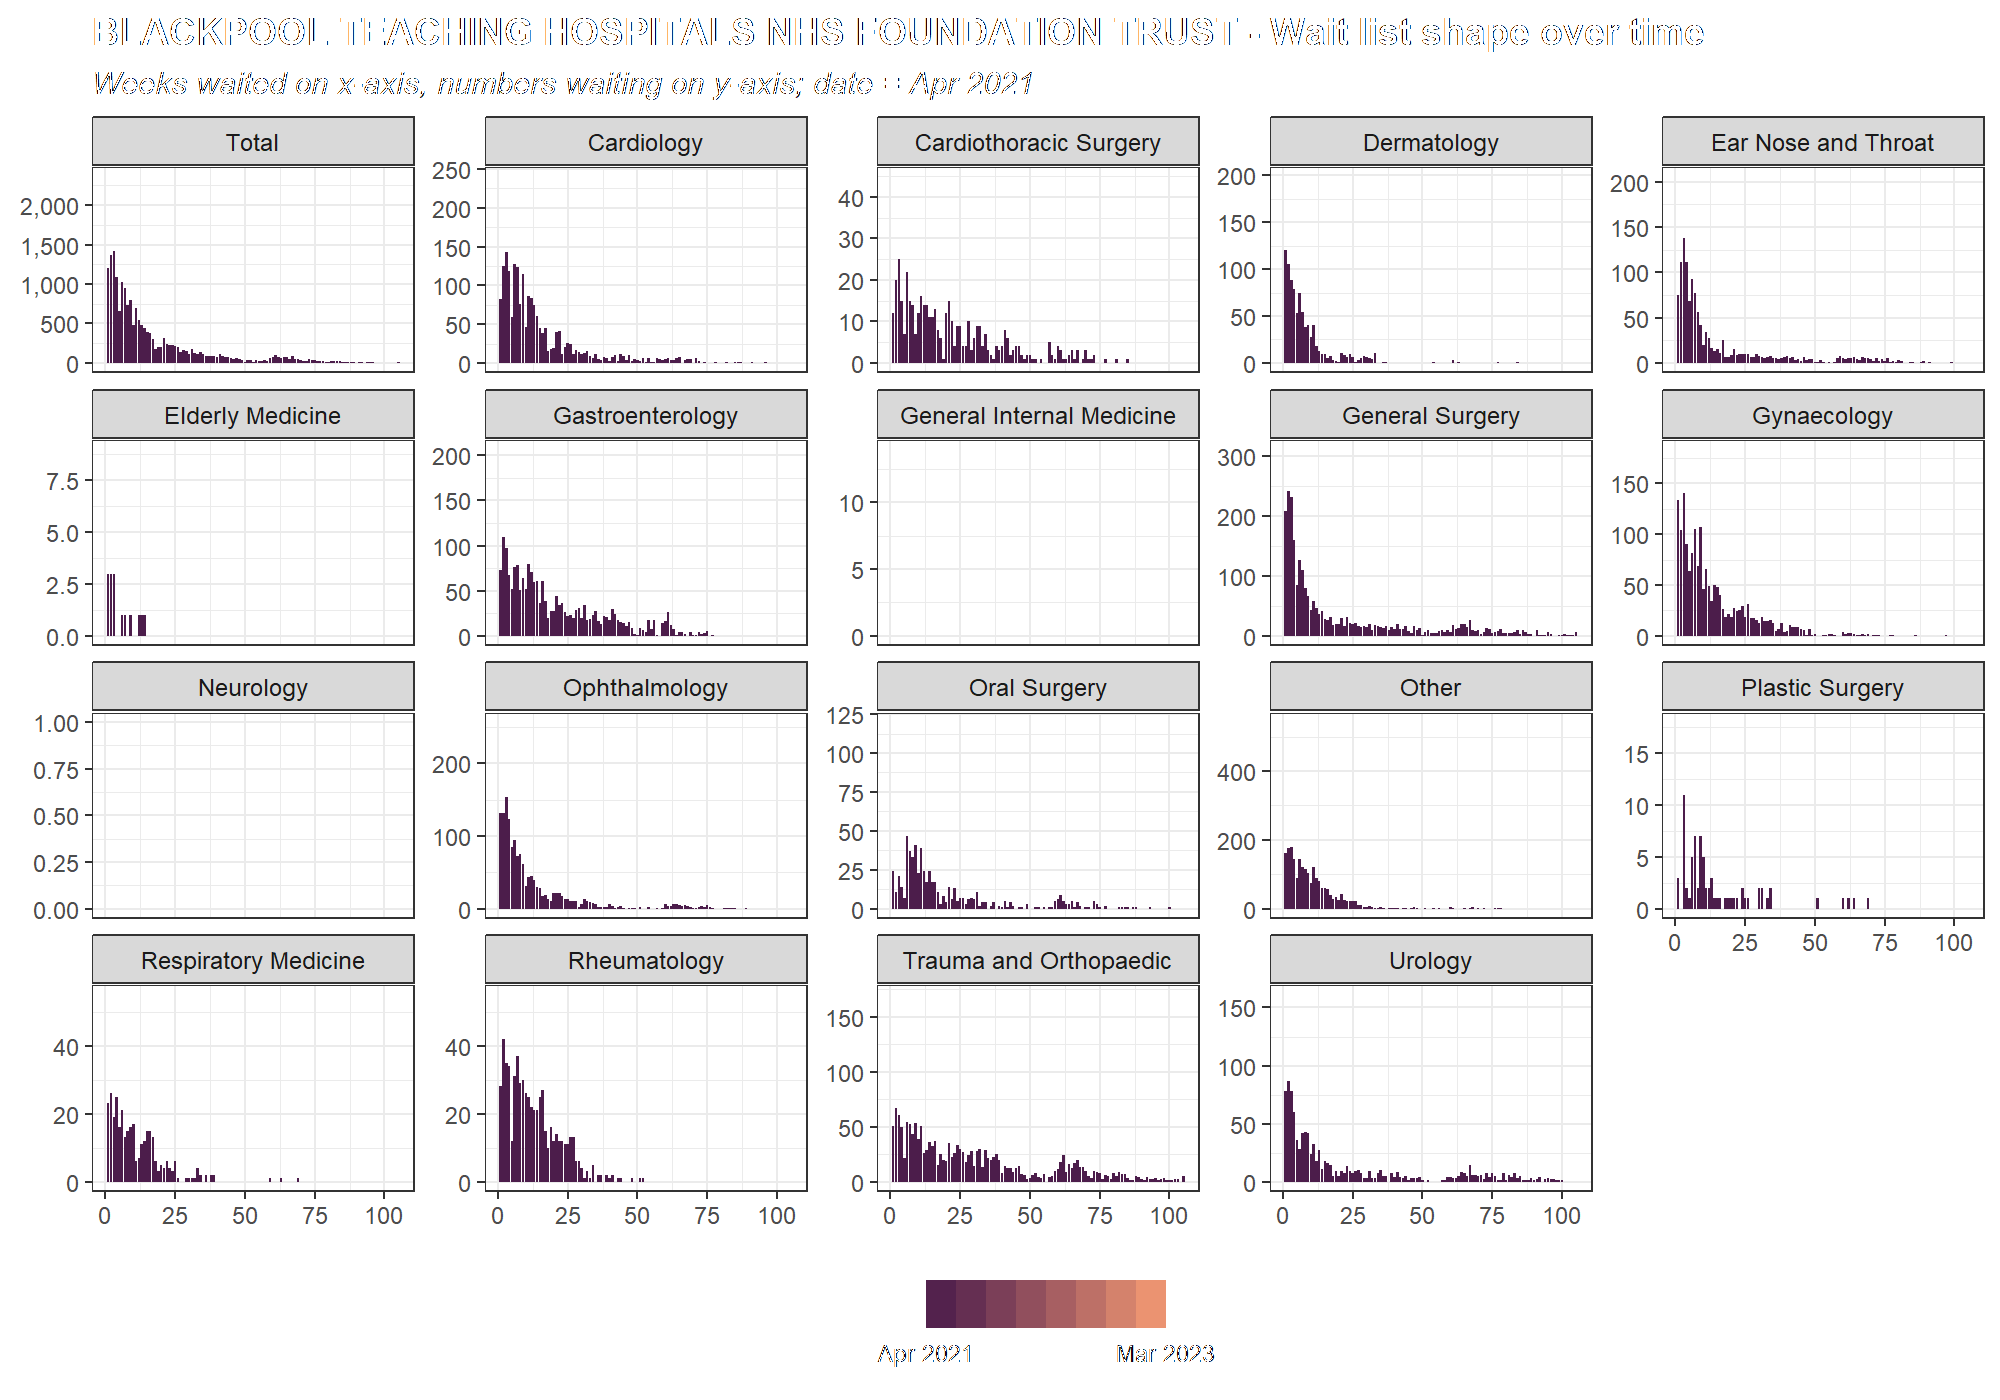 BLACKPOOL TEACHING HOSPITALS NHS FOUNDATION TRUST - Wait list shape over time
Weeks waited on x-axis, numbers waiting on y-axis; date = Apr 2021
Total
Cardiology
Cardiothoracic Surgery
Dermatology
Ear Nose and Throat
2,000
1,500
1,000
500
0
250
200
150
100
50
0
40
30
20
10
0
200
150
100
50
0
200
150
100
50
0
Elderly Medicine
Gastroenterology
General Internal Medicine
General Surgery
Gynaecology
7.5
5.0
2.5
0.0
200
150
100
50
0
10
5
0
300
200
100
0
150
100
50
0
Neurology
Ophthalmology
Oral Surgery
Other
Plastic Surgery
1.00
0.75
0.50
0.25
0.00
200
100
0
125
100
75
50
25
0
400
200
0
15
10
5
0
0 25 50 75 100
Respiratory Medicine
Rheumatology
Trauma and Orthopaedic
Urology
40
20
0
40
20
0
150
100
50
0
150
100
50
0
0 25 50 75 100
0 25 50 75 100
0 25 50 75 100
0 25 50 75 100
Apr 2021
Mar 2023